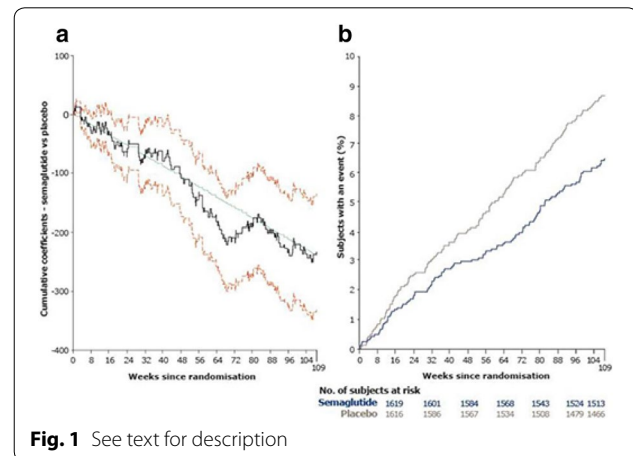 a
b
100
0
-100
-200
-300
-400
Cumulative coefficients - semaglutide vs placebo
0 8 16 24 32 40 48 56 64 72 80 88 96 104 109
Weeks since randomisation
10
9
8
7
6
5
4
3
2
1
0
Subjects with an event (%)
0 8 16 24 32 40 48 56 64 72 80 88 96 104 109
Weeks since randomisation
No. of subjects at risk
Semaglutide 1619 1601 1584 1568 1543 1524 1513
Placebo 1616 1586 1567 1534 1508 1479 1466
Fig. 1 See text for description